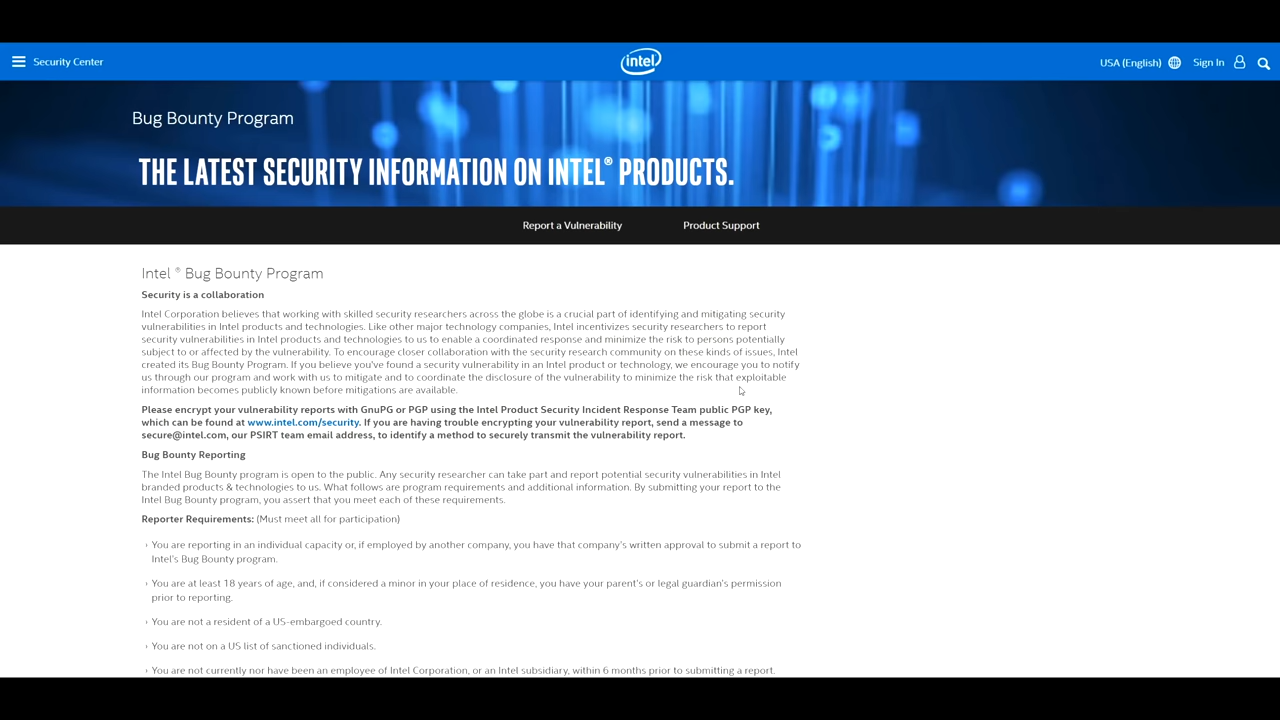 Security Center
intel
USA (English)
Sign In
Bug Bounty Program
THE LATEST SECURITY INFORMATION ON INTEL® PRODUCTS.
Report a Vulnerability
Product Support
Intel ® Bug Bounty Program
Security is a collaboration
Intel Corporation believes that working with skilled security researchers across the globe is a crucial part of identifying and mitigating security
vulnerabilities in Intel products and technologies. Like other major technology companies, Intel incentivizes security researchers to report
security vulnerabilities in Intel products and technologies to us to enable a coordinated response and minimize the risk to persons potentially
subject to or affected by the vulnerability. To encourage closer collaboration with the security research community on these kinds of issues, Intel
created its Bug Bounty Program. If you believe you've found a security vulnerability in an Intel product or technology, we encourage you to notify
us through our program and work with us to mitigate and to coordinate the disclosure of the vulnerability to minimize the risk that exploitable
information becomes publicly known before mitigations are available.
Please encrypt your vulnerability reports with GnuPG or PGP using the Intel Product Security Incident Response Team public PGP key,
which can be found at www.intel.com/security. If you are having trouble encrypting your vulnerability report, send a message to
secure@intel.com, our PSIRT team email address, to identify a method to securely transmit the vulnerability report.
Bug Bounty Reporting
The Intel Bug Bounty program is open to the public. Any security researcher can take part and report potential security vulnerabilities in Intel
branded products & technologies to us. What follows are program requirements and additional information. By submitting your report to the
Intel Bug Bounty program, you assert that you meet each of these requirements.
Reporter Requirements: (Must meet all for participation)
› You are reporting in an individual capacity or, if employed by another company, you have that company's written approval to submit a report to
Intel's Bug Bounty program.
› You are at least 18 years of age, and, if considered a minor in your place of residence, you have your parent's or legal guardian's permission
prior to reporting.
› You are not a resident of a US-embargoed country.
› You are not on a US list of sanctioned individuals.
› You are not currently nor have been an employee of Intel Corporation, or an Intel subsidiary, within 6 months prior to submitting a report.